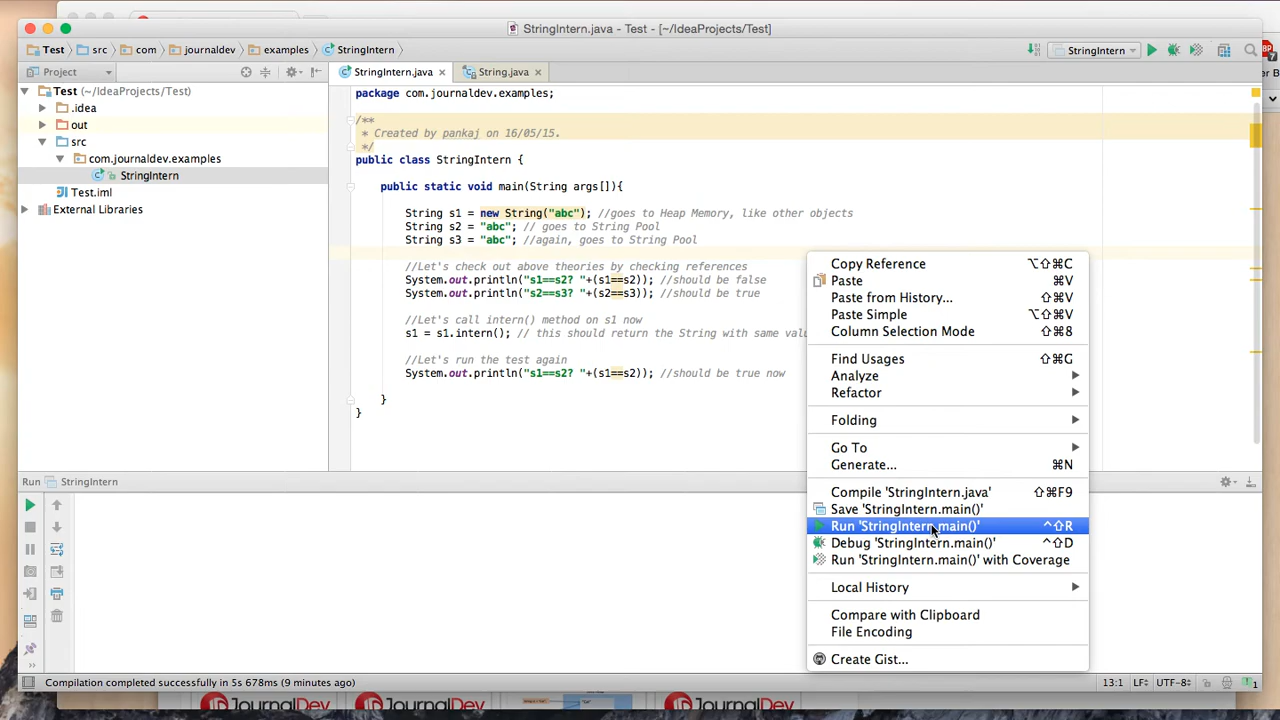 StringIntern.java - Test - [~/IdeaProjects/Test]
Test src com journaldev examples StringIntern
StringIntern
Project
StringIntern.java
String.java
Test (~/IdeaProjects/Test)
.idea
out
src
com.journaldev.examples
StringIntern
Test.iml
External Libraries
package com.journaldev.examples;
/**
* Created by pankaj on 16/05/15.
*/
public class StringIntern {
public static void main(String args[]){
String s1 = new String("abc"); //goes to Heap Memory, like other objects
String s2 = "abc"; // goes to String Pool
String s3 = "abc"; //again, goes to String Pool
//Let's check out above theories by checking references
System.out.println("s1==s2? "+(s1==s2)); //should be false
System.out.println("s2==s3? "+(s2==s3)); //should be true
//Let's call intern() method on s1 now
s1 = s1.intern(); // this should return the String with same valu
//Let's run the test again
System.out.println("s1==s2? "+(s1==s2)); //should be true now
}
}
Copy Reference ⌥⇧⌘C
Paste ⌘V
Paste from History... ⇧⌘V
Paste Simple ⌥⇧⌘V
Column Selection Mode ⇧⌘8
Find Usages ⇧⌘G
Analyze
Refactor
Folding
Go To
Generate... ⌘N
Compile 'StringIntern.java' ⇧⌘F9
Save 'StringIntern.main()'
Run 'StringIntern.main()' ^⇧R
Debug 'StringIntern.main()' ^⇧D
Run 'StringIntern.main()' with Coverage
Local History
Compare with Clipboard
File Encoding
Create Gist...
Run StringIntern
Compilation completed successfully in 5s 678ms (9 minutes ago)
13:1 LF÷ UTF-8÷ 1
JournalDev JournalDev JournalDev